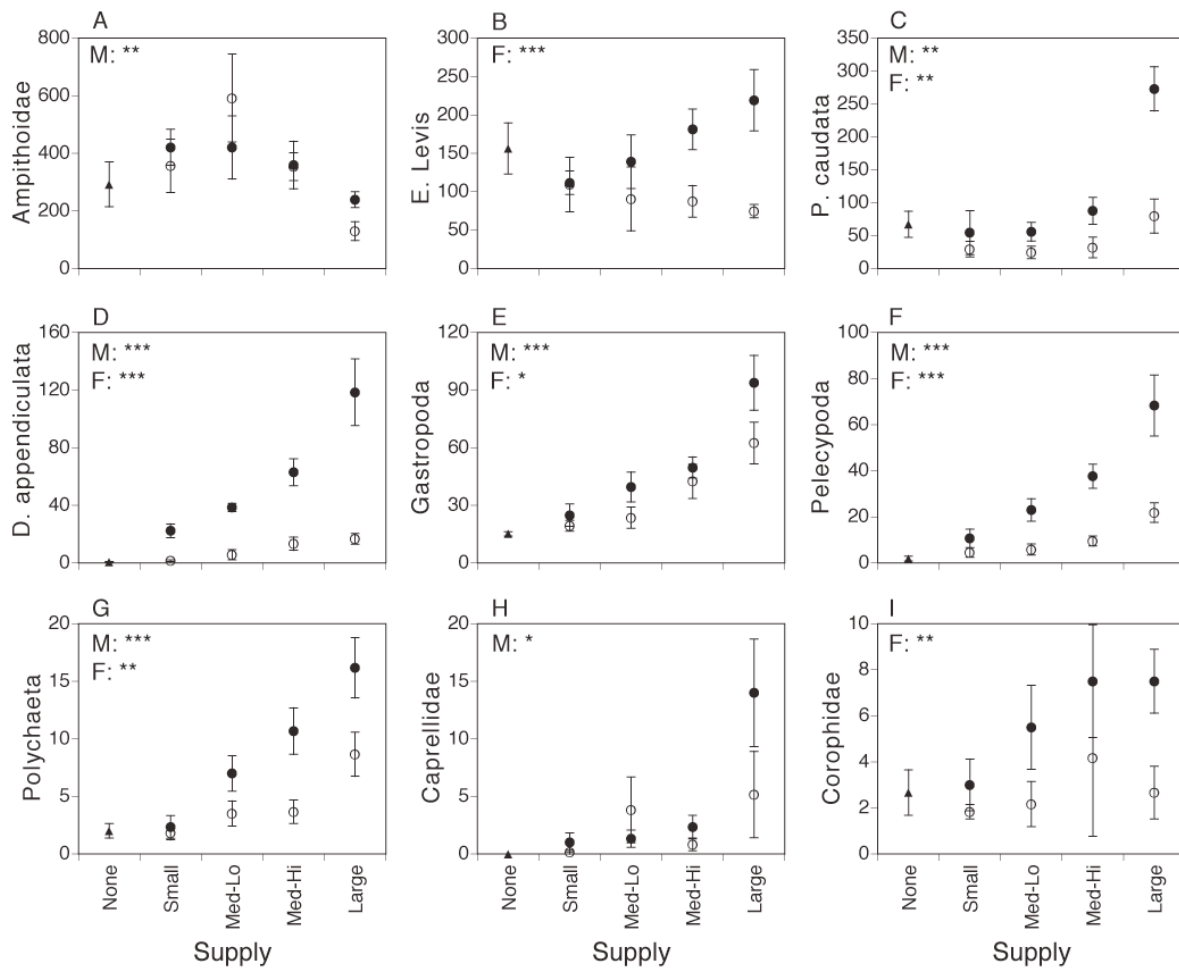 A
M: **
Ampithoidae
800
600
400
200
0
B
F: ***
E. Levis
300
250
200
150
100
50
0
C
M: **
F: **
P. caudata
350
300
250
200
150
100
50
0
D
M: ***
F: ***
D. appendiculata
160
120
80
40
0
E
M: ***
F: *
Gastropoda
120
90
60
30
0
F
M: ***
F: ***
Pelecypoda
100
80
60
40
20
0
G
M: ***
F: **
Polychaeta
20
15
10
5
0
None
Small
Med-Lo
Med-Hi
Large
Supply
H
M: *
Caprellidae
20
15
10
5
0
None
Small
Med-Lo
Med-Hi
Large
Supply
I
F: **
Corophidae
10
8
6
4
2
0
None
Small
Med-Lo
Med-Hi
Large
Supply